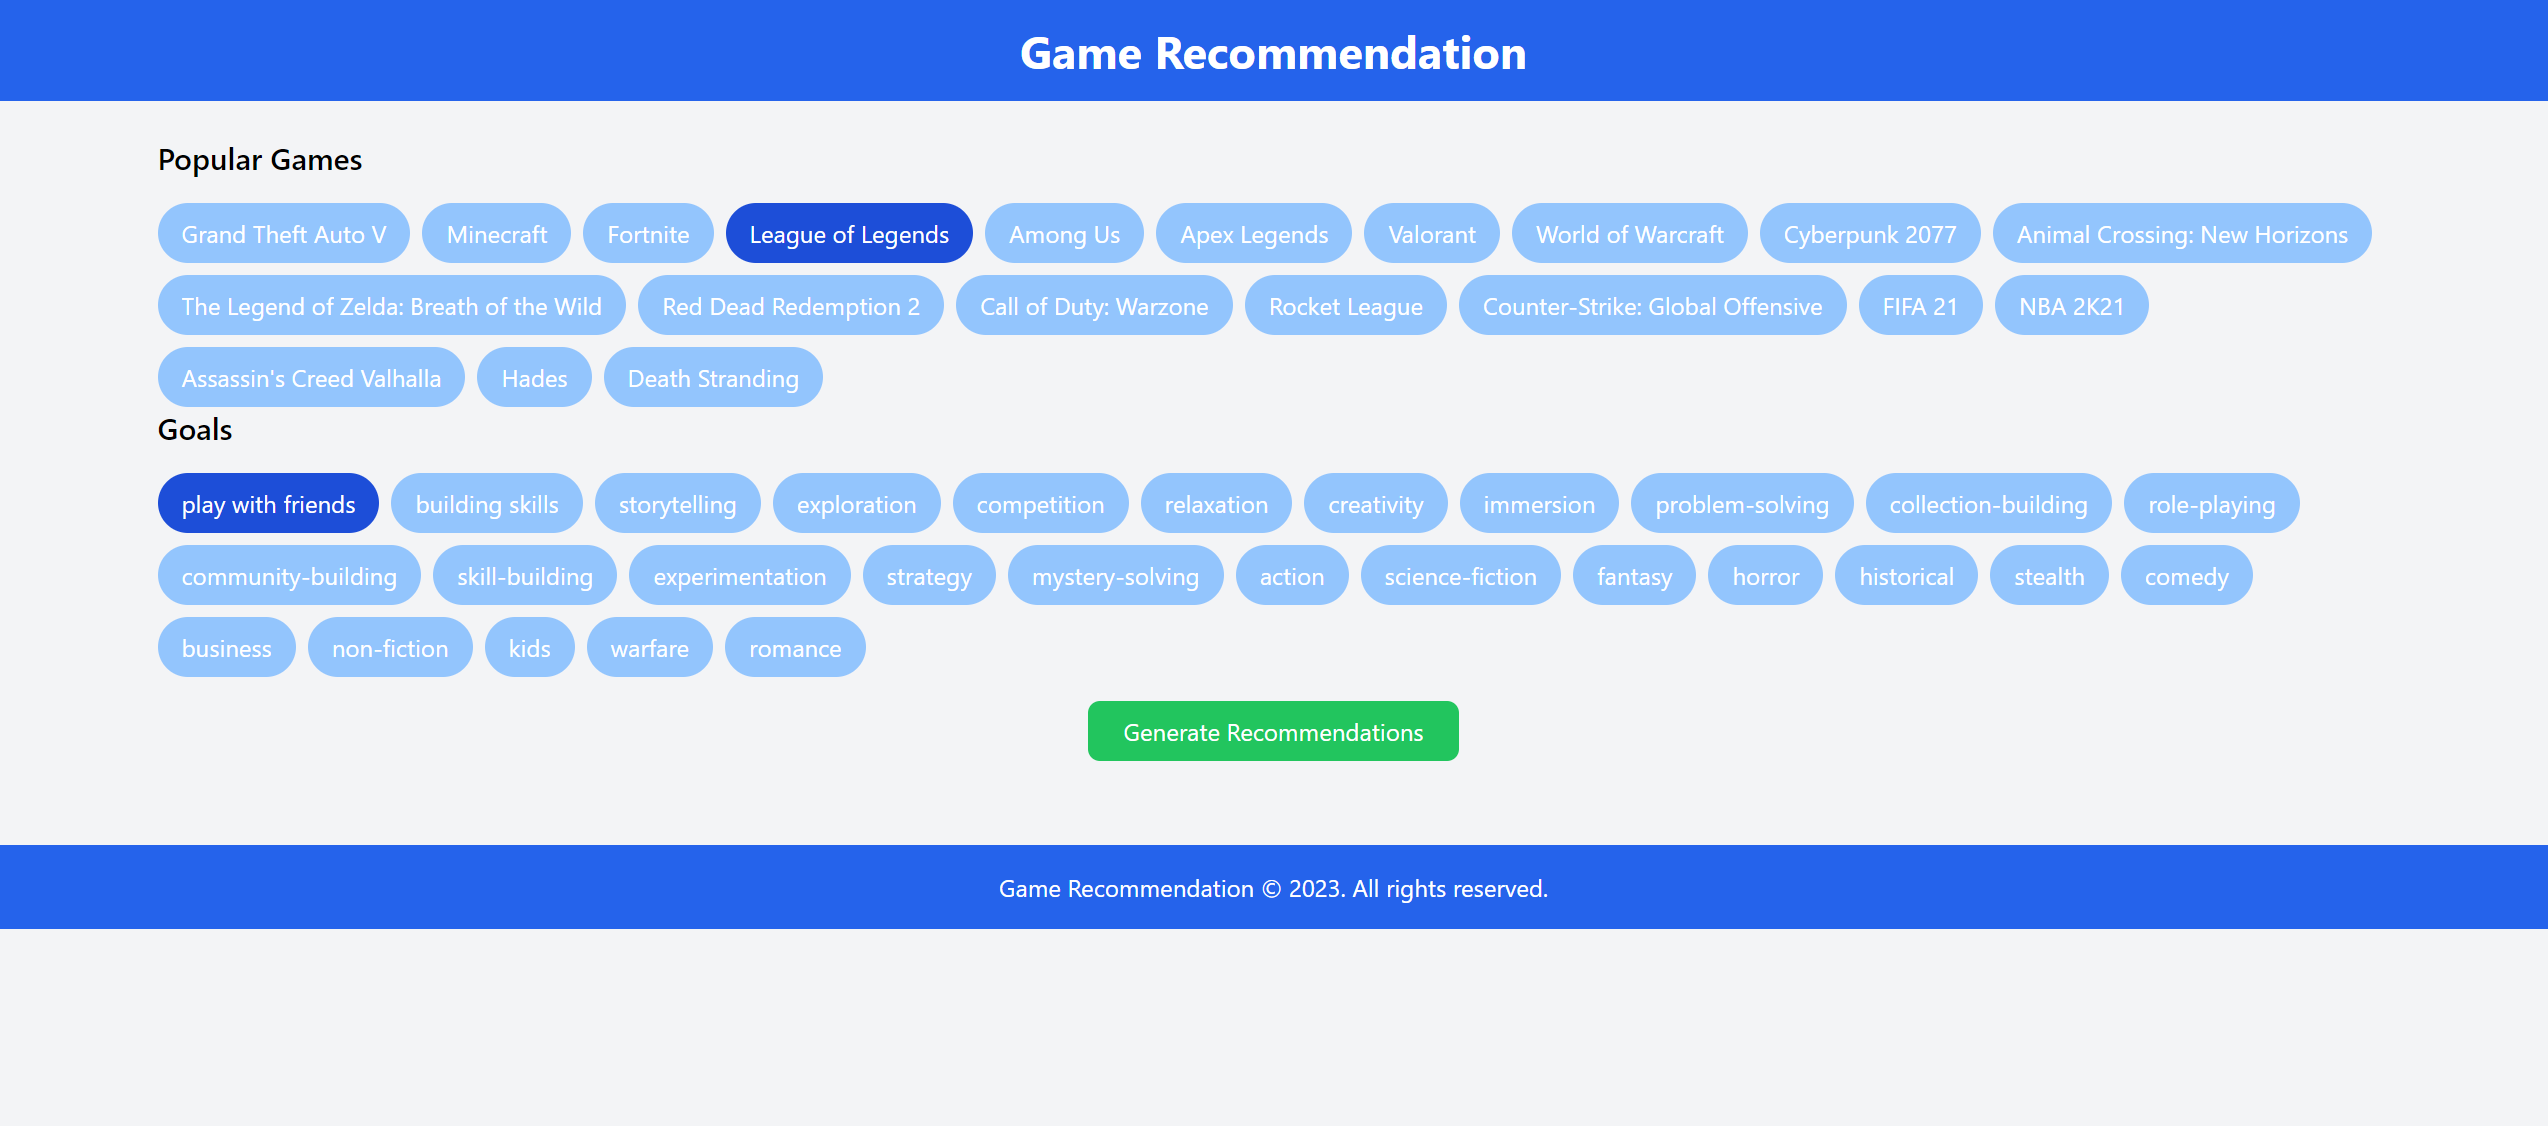 Game Recommendation
Popular Games
Grand Theft Auto V Minecraft Fortnite League of Legends Among Us Apex Legends Valorant World of Warcraft Cyberpunk 2077 Animal Crossing: New Horizons
The Legend of Zelda: Breath of the Wild Red Dead Redemption 2 Call of Duty: Warzone Rocket League Counter-Strike: Global Offensive FIFA 21 NBA 2K21
Assassin's Creed Valhalla Hades Death Stranding
Goals
play with friends building skills storytelling exploration competition relaxation creativity immersion problem-solving collection-building role-playing
community-building skill-building experimentation strategy mystery-solving action science-fiction fantasy horror historical stealth comedy
business non-fiction kids warfare romance
Generate Recommendations
Game Recommendation © 2023. All rights reserved.